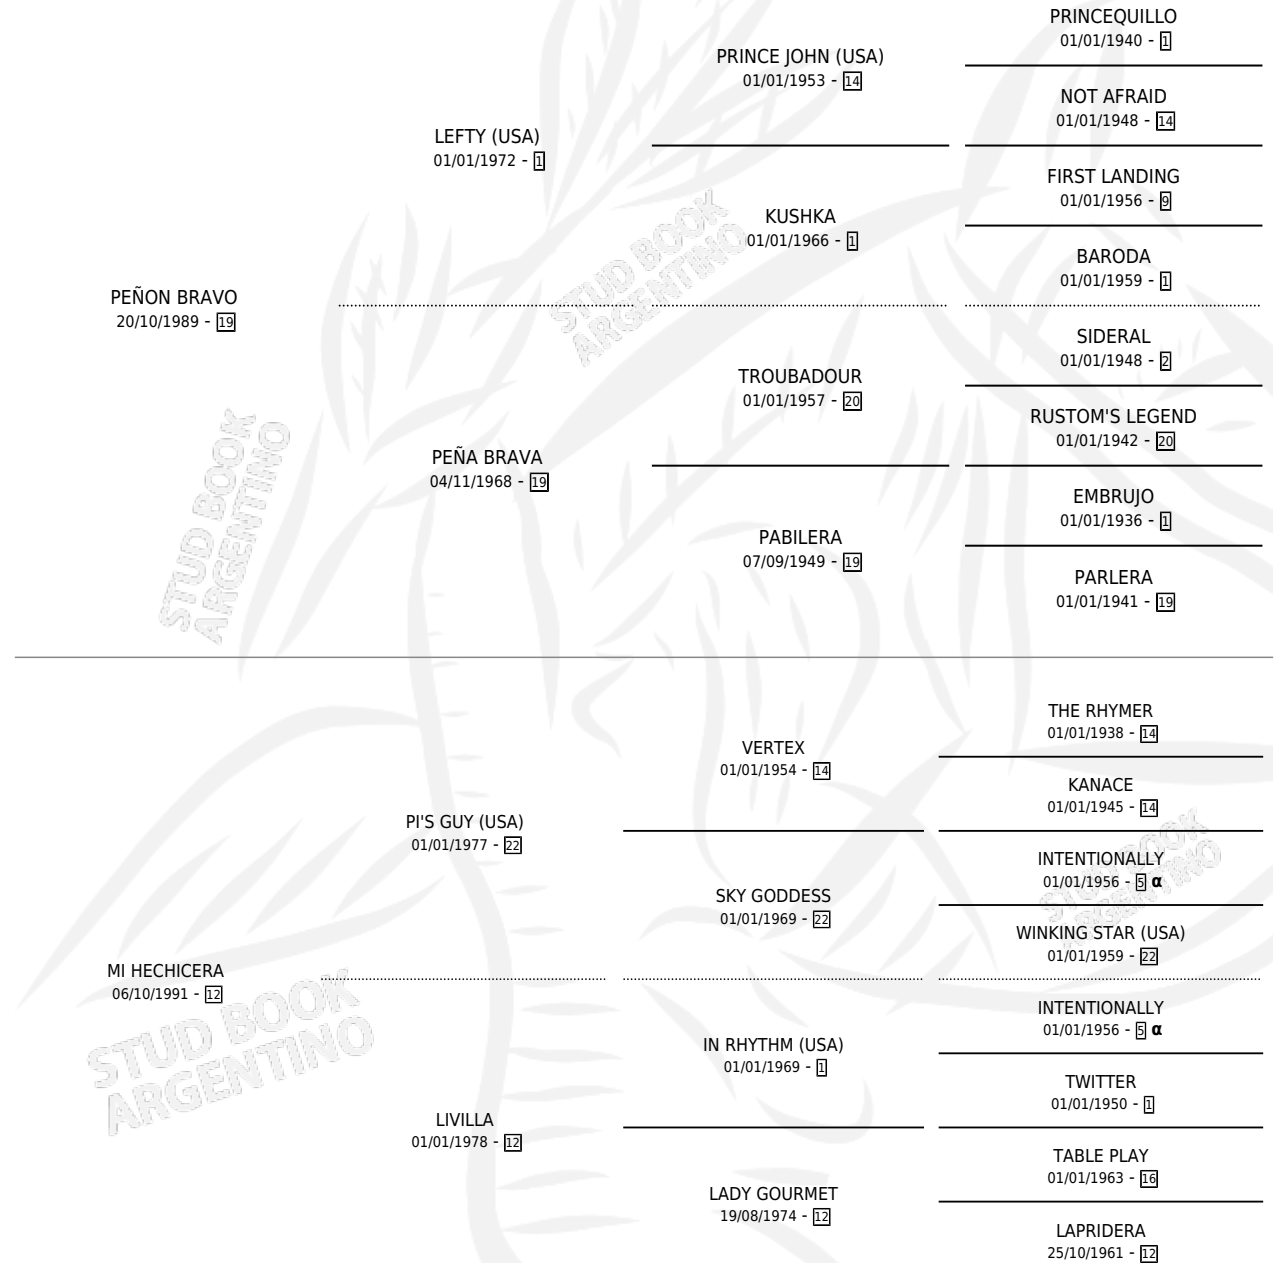 PRINCEQUILLO
01/01/1940 - 1
PRINCE JOHN (USA)
01/01/1953 - 14
NOT AFRAID
01/01/1948 - 14
LEFTY (USA)
01/01/1972 - 1
FIRST LANDING
01/01/1956 - 9
KUSHKA
01/01/1966 - 1
BARODA
01/01/1959 - 1
PEÑON BRAVO
20/10/1989 - 19
SIDERAL
01/01/1948 - 2
TROUBADOUR
01/01/1957 - 20
RUSTOM'S LEGEND
01/01/1942 - 20
PEÑA BRAVA
04/11/1968 - 19
EMBRUJO
01/01/1936 - 1
PABILERA
07/09/1949 - 19
PARLERA
01/01/1941 - 19
STUD BOOK
ARGENTINO
STUD BOOK
ARGENTINO
THE RHYMER
01/01/1938 - 14
VERTEX
01/01/1954 - 14
KANACE
01/01/1945 - 14
PI'S GUY (USA)
01/01/1977 - 22
INTENTIONALLY
01/01/1956 - 5 α
SKY GODDESS
01/01/1969 - 22
WINKING STAR (USA)
01/01/1959 - 22
MI HECHICERA
06/10/1991 - 12
INTENTIONALLY
01/01/1956 - 5 α
IN RHYTHM (USA)
01/01/1969 - 1
TWITTER
01/01/1950 - 1
LIVILLA
01/01/1978 - 12
TABLE PLAY
01/01/1963 - 16
LADY GOURMET
19/08/1974 - 12
LAPRIDERA
25/10/1961 - 12
STUD BOOK
ARGENTINO
STUD BOOK
ARGENTINO